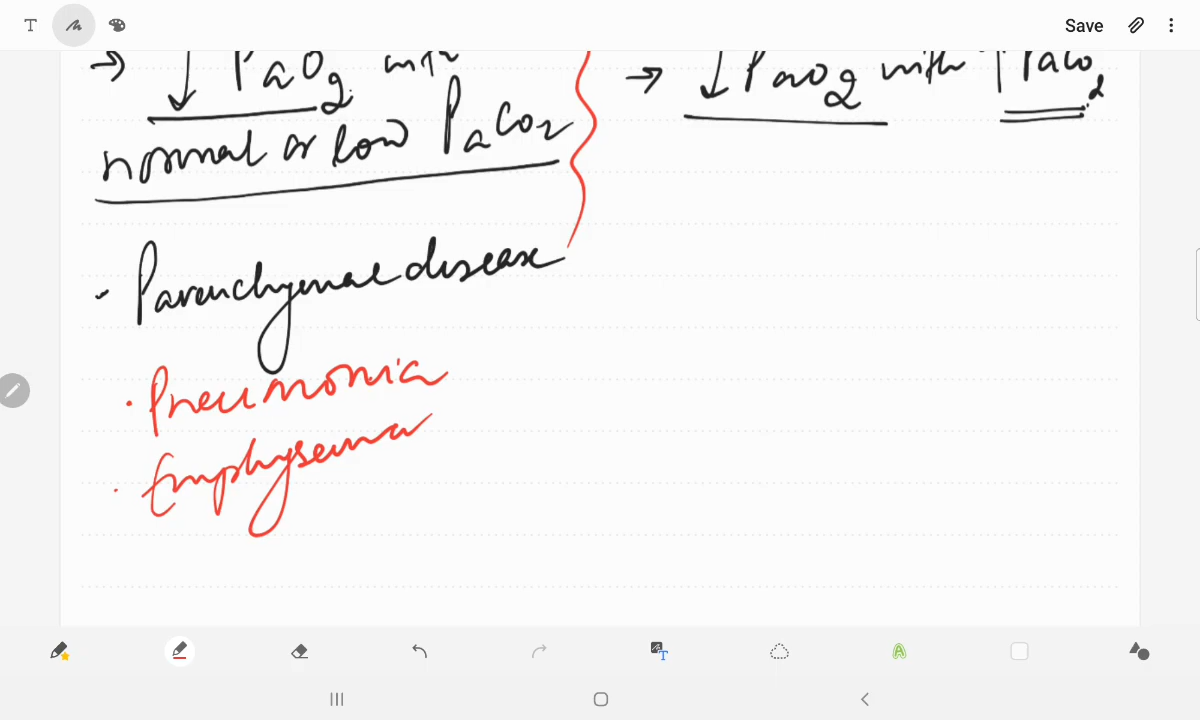 T
Save
→ ↓ PaO2 with
normal or low PaCO2
→ ↓ PaO2 with ↑ PaCO2
- Parenchymal disease
· Pneumonia
· Emphysema
T
A